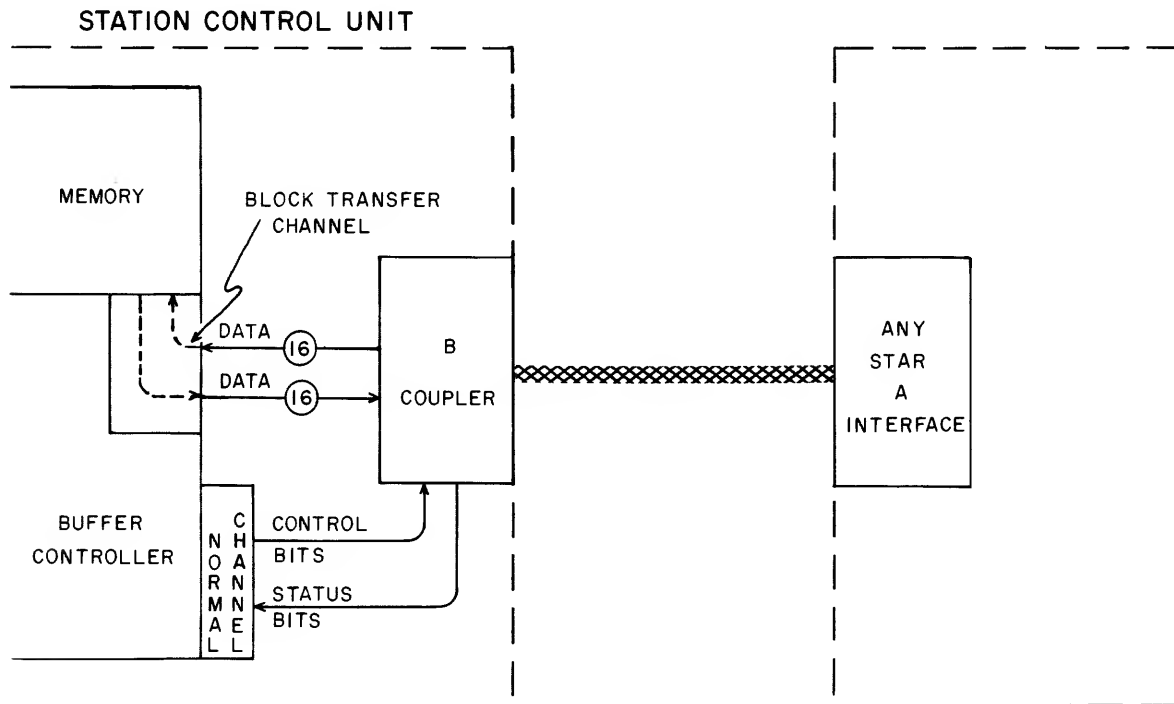 STATION CONTROL UNIT
MEMORY
BLOCK TRANSFER
CHANNEL
DATA
16
DATA
16
B
COUPLER
ANY
STAR
A
INTERFACE
BUFFER
CONTROLLER
NORMAL
CHANNEL
CONTROL
BITS
STATUS
BITS